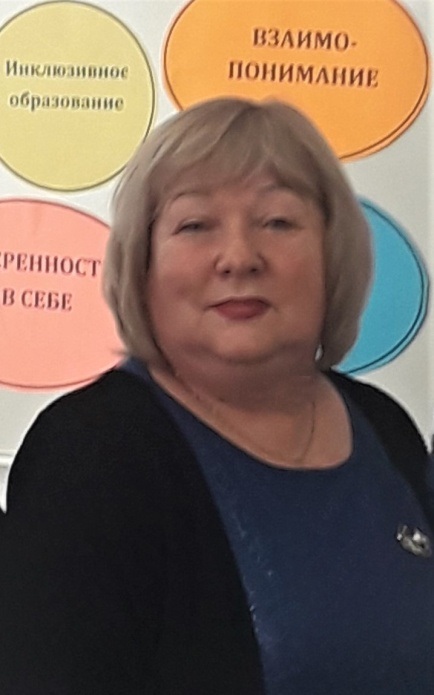 Инклюзивное
образование
ВЗАИМО-
ПОНИМАНИЕ
ЕРЕННОСТ
В СЕБЕ